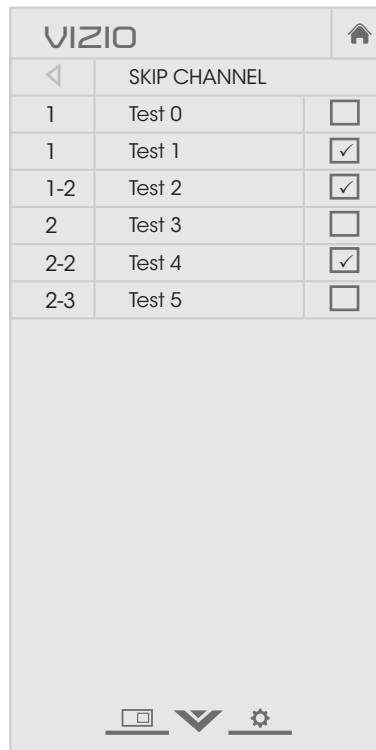 VIZIO
SKIP CHANNEL
1 Test 0
1 Test 1
1-2 Test 2
2 Test 3
2-2 Test 4
2-3 Test 5